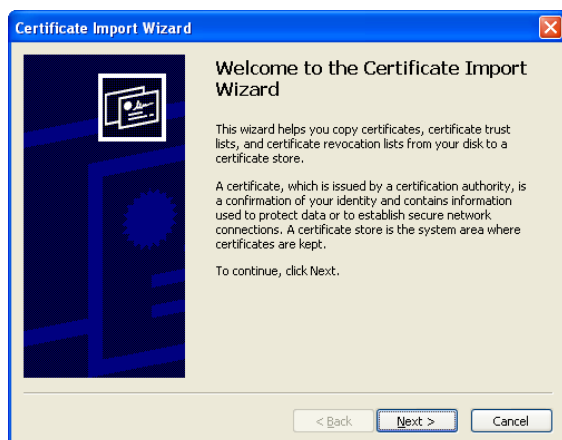 Certificate Import Wizard
Welcome to the Certificate Import
Wizard
This wizard helps you copy certificates, certificate trust
lists, and certificate revocation lists from your disk to a
certificate store.
A certificate, which is issued by a certification authority, is
a confirmation of your identity and contains information
used to protect data or to establish secure network
connections. A certificate store is the system area where
certificates are kept.
To continue, click Next.
< Back Next > Cancel